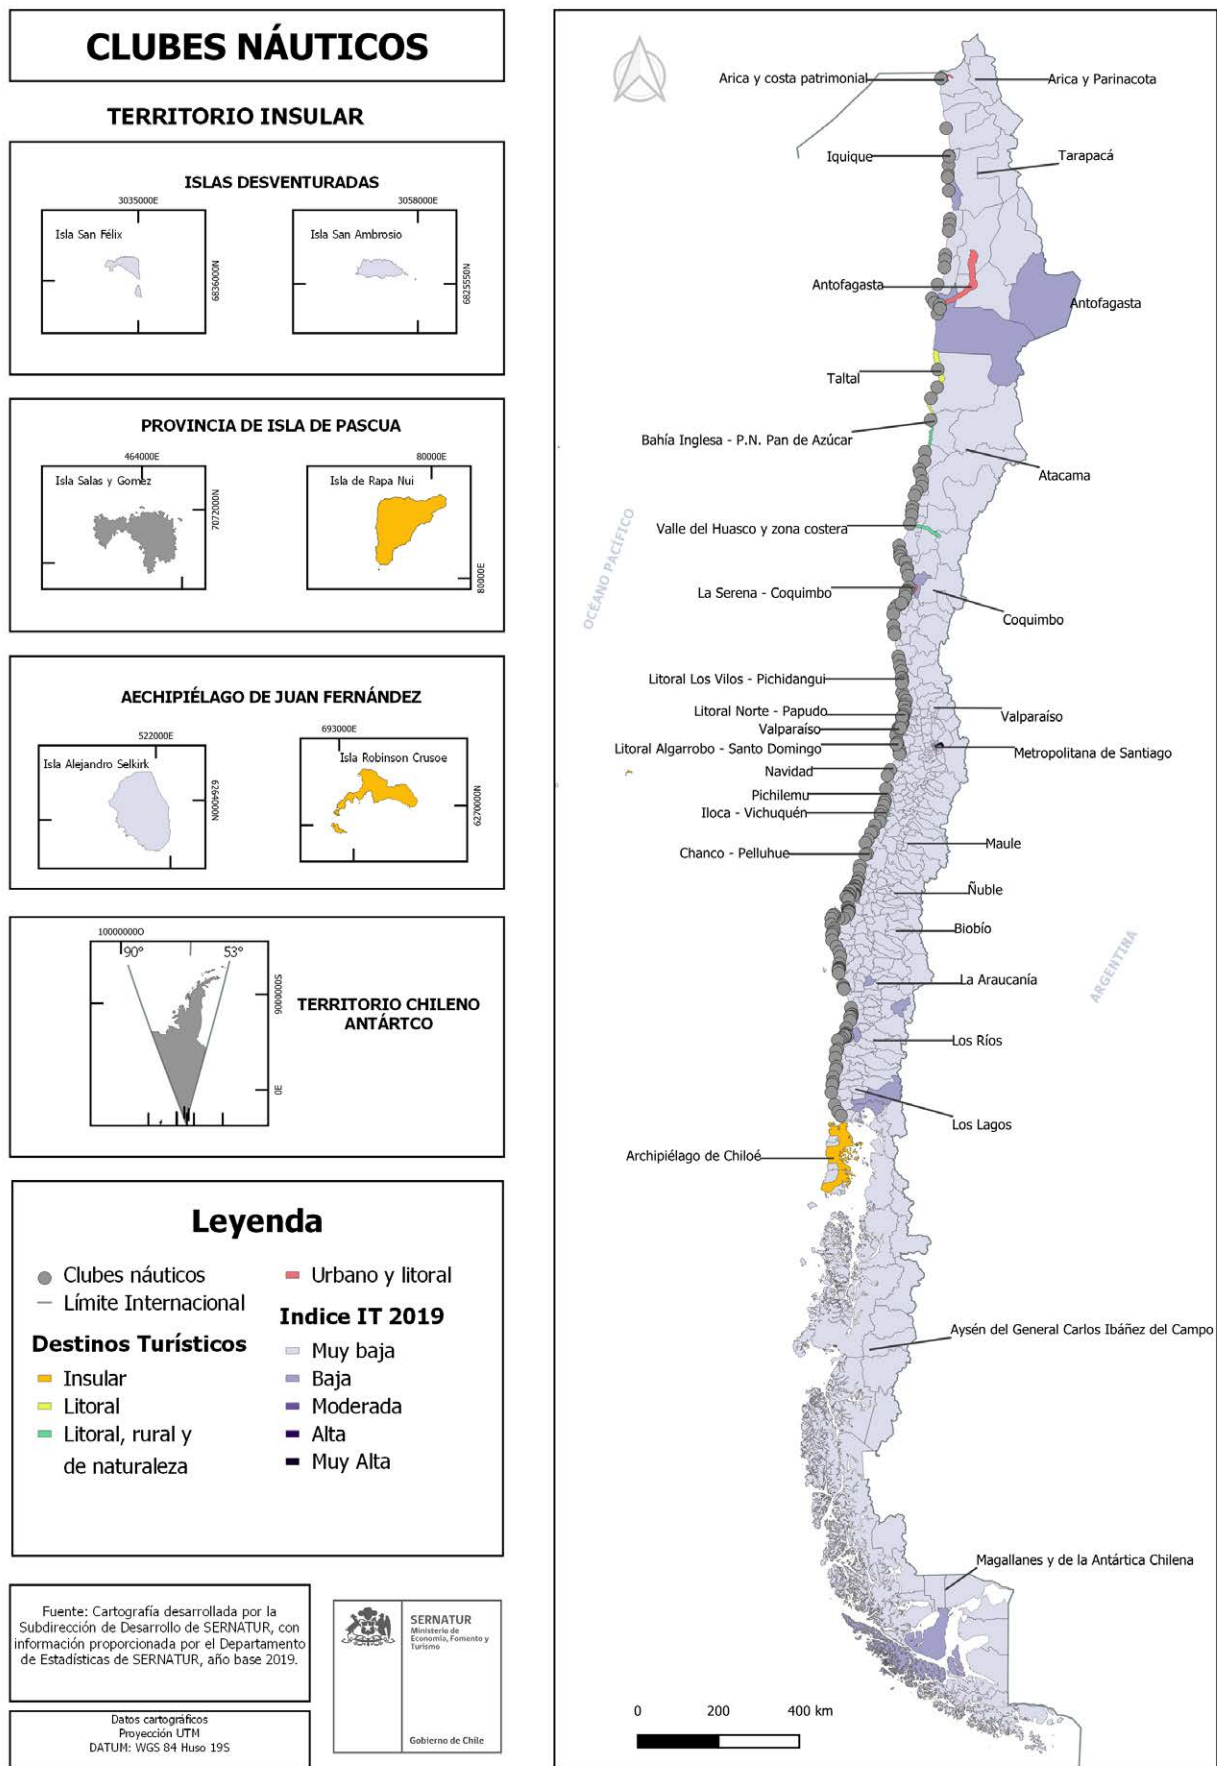 CLUBES NÁUTICOS
TERRITORIO INSULAR
ISLAS DESVENTURADAS
3035000E
Isla San Félix
6836000N
3058000E
Isla San Ambrosio
6825550N
PROVINCIA DE ISLA DE PASCUA
464000E
Isla Salas y Gomez
7072000N
80000E
Isla de Rapa Nui
80000E
AECHIPIÉLAGO DE JUAN FERNÁNDEZ
522000E
Isla Alejandro Selkirk
6264000N
693000E
Isla Robinson Crusoe
6270000N
10000000O
90°
53°
9000000S
0E
TERRITORIO CHILENO
ANTÁRTCO
Leyenda
Clubes náuticos
Límite Internacional
Destinos Turísticos
Insular
Litoral
Litoral, rural y
de naturaleza
Urbano y litoral
Indice IT 2019
Muy baja
Baja
Moderada
Alta
Muy Alta
Fuente: Cartografía desarrollada por la
Subdirección de Desarrollo de SERNATUR, con
información proporcionada por el Departamento
de Estadísticas de SERNATUR, año base 2019.
Datos cartográficos
Proyección UTM
DATUM: WGS 84 Huso 19S
SERNATUR
Ministerio de
Economía, Fomento y
Turismo
Gobierno de Chile
Arica y costa patrimonial
Arica y Parinacota
Iquique
Tarapacá
Antofagasta
Antofagasta
Taltal
Bahía Inglesa - P.N. Pan de Azúcar
Atacama
OCÉANO PACÍFICO
Valle del Huasco y zona costera
La Serena - Coquimbo
Coquimbo
Litoral Los Vilos - Pichidangui
Litoral Norte - Papudo
Valparaíso
Valparaíso
Litoral Algarrobo - Santo Domingo
Metropolitana de Santiago
Navidad
Pichilemu
Iloca - Vichuquén
Maule
Chanco - Pelluhue
Ñuble
Biobío
ARGENTINA
La Araucanía
Los Ríos
Los Lagos
Archipiélago de Chiloé
Aysén del General Carlos Ibáñez del Campo
Magallanes y de la Antártica Chilena
0 200 400 km